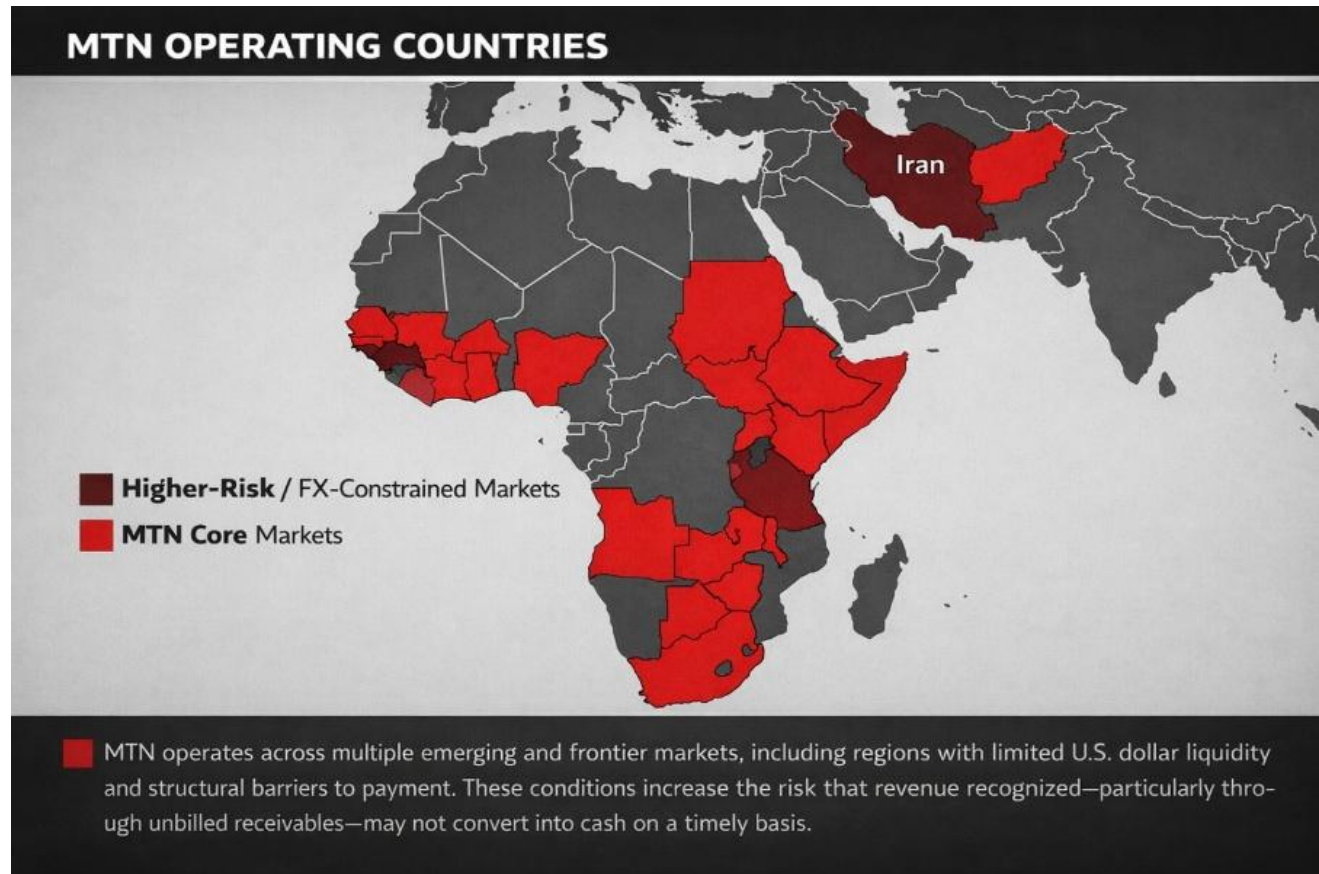 MTN OPERATING COUNTRIES
Iran
Higher-Risk / FX-Constrained Markets
MTN Core Markets
MTN operates across multiple emerging and frontier markets, including regions with limited U.S. dollar liquidity
and structural barriers to payment. These conditions increase the risk that revenue recognized—particularly thro-
ugh unbilled receivables—may not convert into cash on a timely basis.